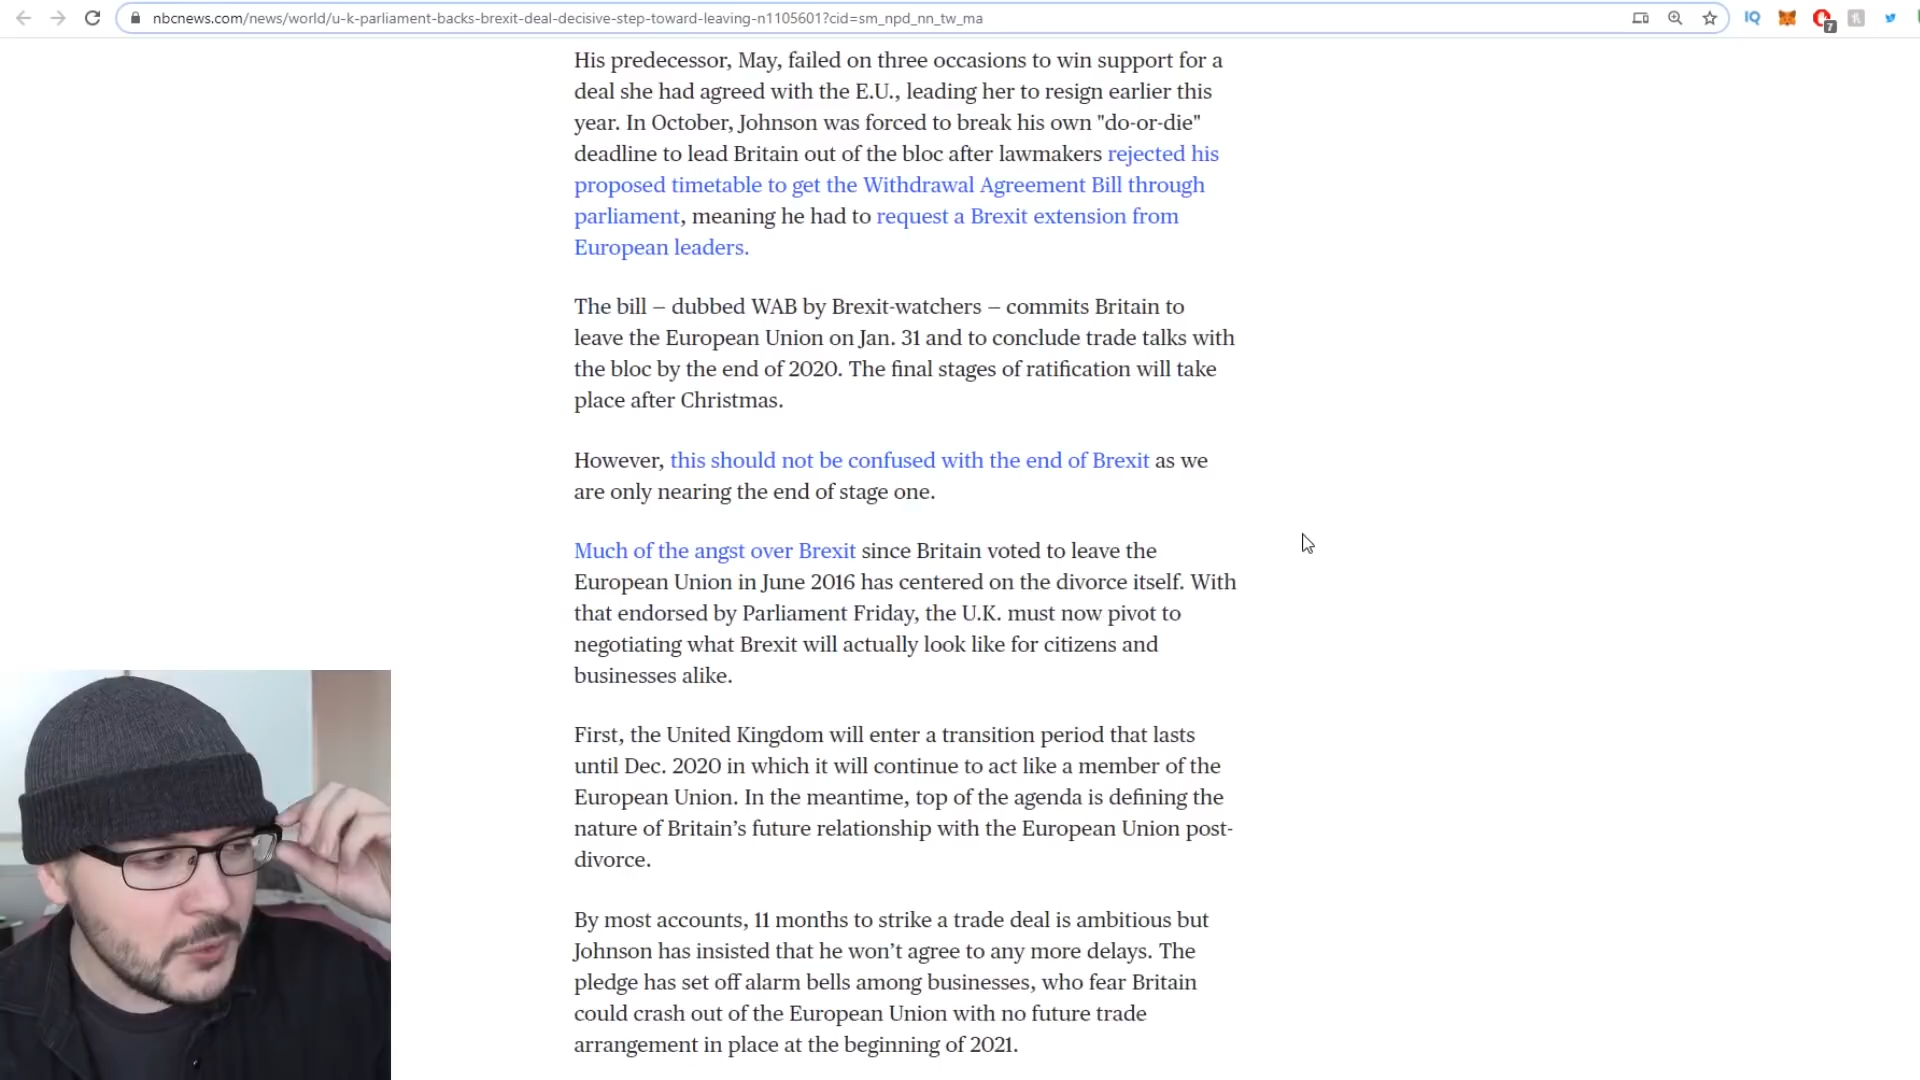 nbcnews.com/news/world/u-k-parliament-backs-brexit-deal-decisive-step-toward-leaving-n1105601?cid=sm_npd_nn_tw_ma
IQ
7
His predecessor, May, failed on three occasions to win support for a
deal she had agreed with the E.U., leading her to resign earlier this
year. In October, Johnson was forced to break his own "do-or-die"
deadline to lead Britain out of the bloc after lawmakers rejected his
proposed timetable to get the Withdrawal Agreement Bill through
parliament, meaning he had to request a Brexit extension from
European leaders.
The bill – dubbed WAB by Brexit-watchers – commits Britain to
leave the European Union on Jan. 31 and to conclude trade talks with
the bloc by the end of 2020. The final stages of ratification will take
place after Christmas.
However, this should not be confused with the end of Brexit as we
are only nearing the end of stage one.
Much of the angst over Brexit since Britain voted to leave the
European Union in June 2016 has centered on the divorce itself. With
that endorsed by Parliament Friday, the U.K. must now pivot to
negotiating what Brexit will actually look like for citizens and
businesses alike.
First, the United Kingdom will enter a transition period that lasts
until Dec. 2020 in which it will continue to act like a member of the
European Union. In the meantime, top of the agenda is defining the
nature of Britain’s future relationship with the European Union post-
divorce.
By most accounts, 11 months to strike a trade deal is ambitious but
Johnson has insisted that he won’t agree to any more delays. The
pledge has set off alarm bells among businesses, who fear Britain
could crash out of the European Union with no future trade
arrangement in place at the beginning of 2021.